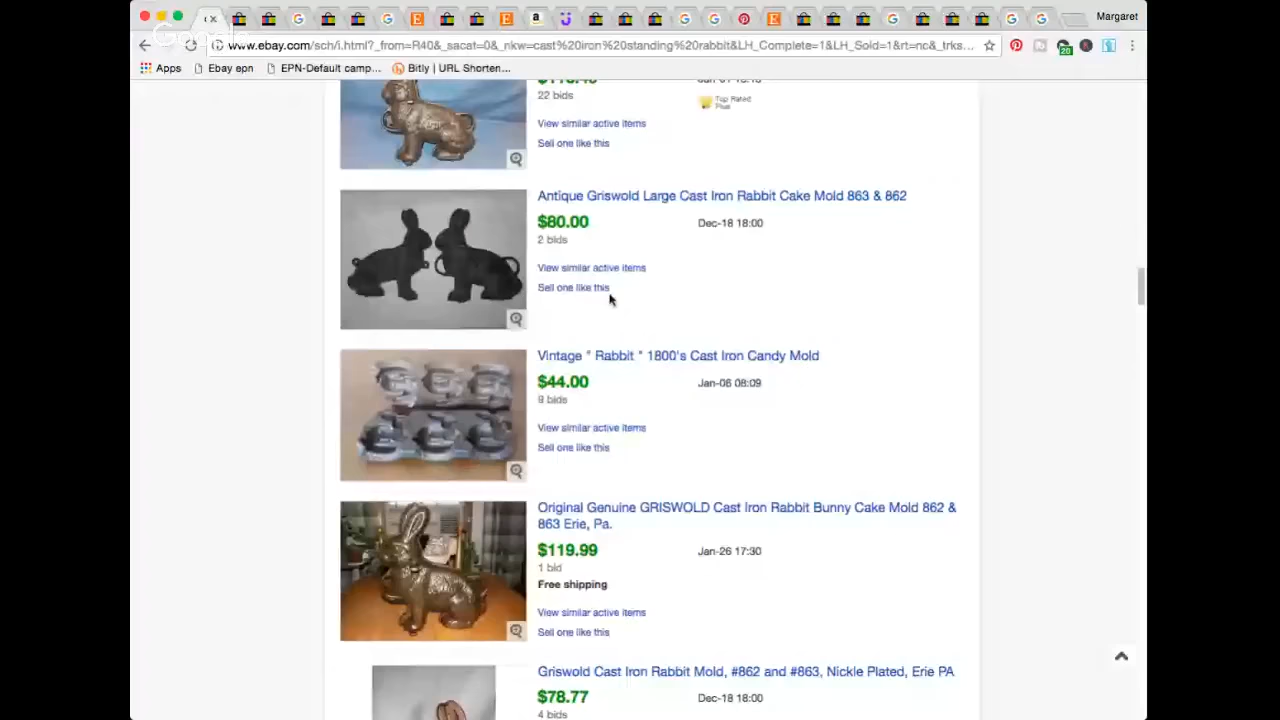 Margaret
Google
www.ebay.com/sch/i.html?_from=R40&_sacat=0&_nkw=cast%20iron%20standing%20rabbit&LH_Complete=1&LH_Sold=1&rt=nc&_trks...
20
Apps Ebay epn EPN-Default camp... Bitly | URL Shorten...
22 bids
Top Rated
Plus
View similar active items
Sell one like this
Antique Griswold Large Cast Iron Rabbit Cake Mold 863 & 862
$80.00 Dec-18 18:00
2 bids
View similar active items
Sell one like this
Vintage " Rabbit " 1800's Cast Iron Candy Mold
$44.00 Jan-06 08:09
9 bids
View similar active items
Sell one like this
Original Genuine GRISWOLD Cast Iron Rabbit Bunny Cake Mold 862 &
863 Erie, Pa.
$119.99 Jan-26 17:30
1 bid
Free shipping
View similar active items
Sell one like this
Griswold Cast Iron Rabbit Mold, #862 and #863, Nickle Plated, Erie PA
$78.77 Dec-18 18:00
4 bids